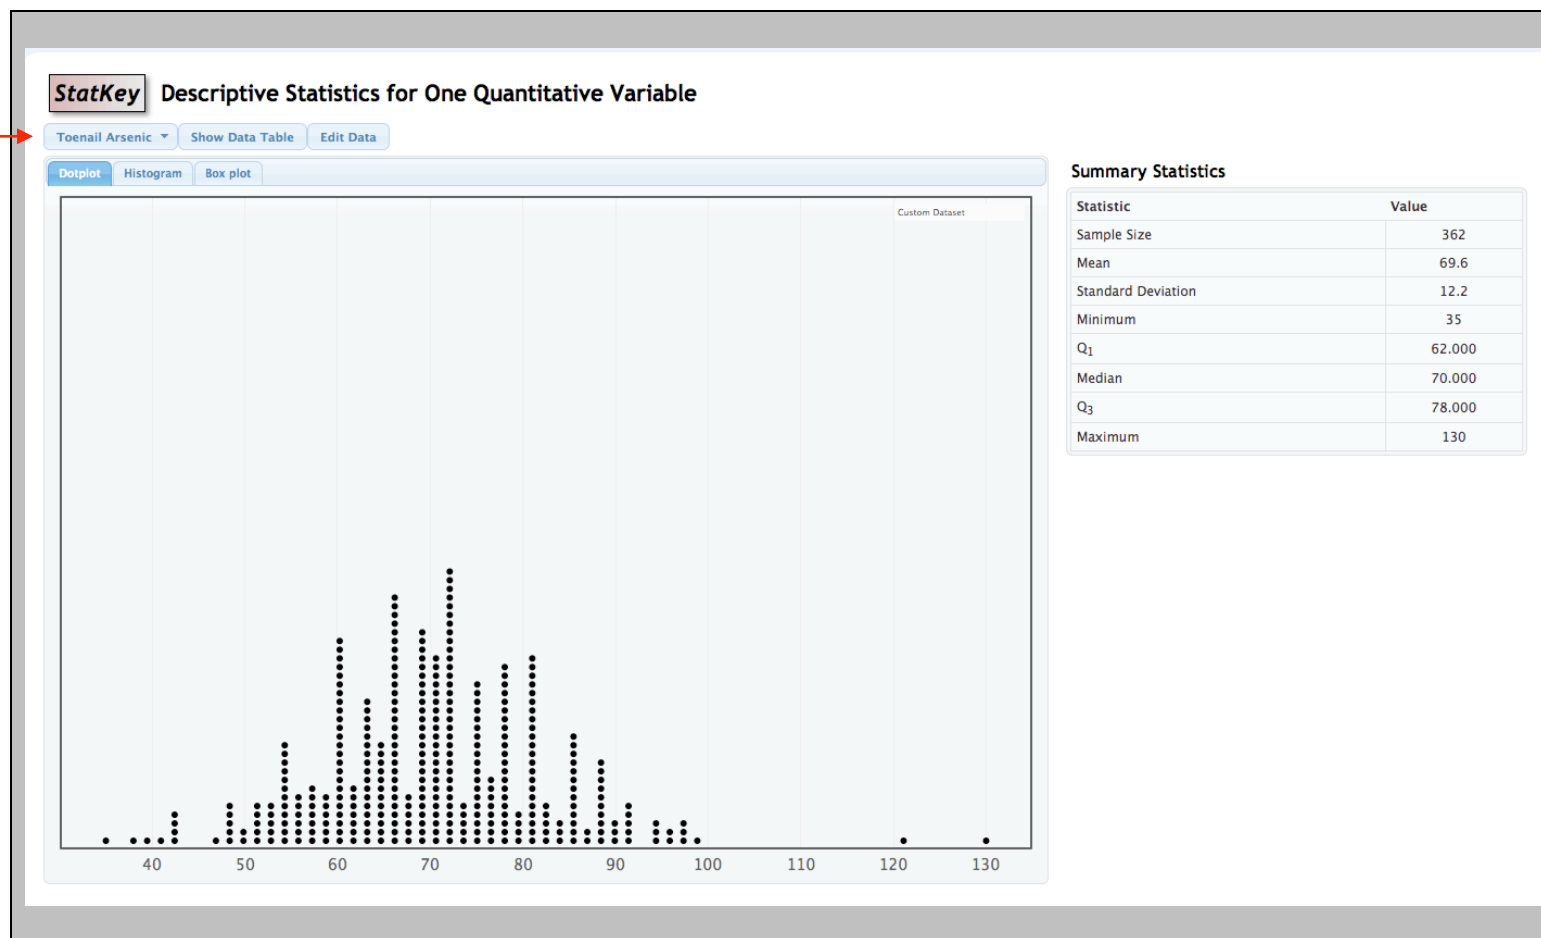 StatKey Descriptive Statistics for One Quantitative Variable
Toenail Arsenic Show Data Table Edit Data
Dotplot Histogram Box plot
Custom Dataset
40 50 60 70 80 90 100 110 120 130
Summary Statistics
Statistic Value
Sample Size 362
Mean 69.6
Standard Deviation 12.2
Minimum 35
Q1 62.000
Median 70.000
Q3 78.000
Maximum 130